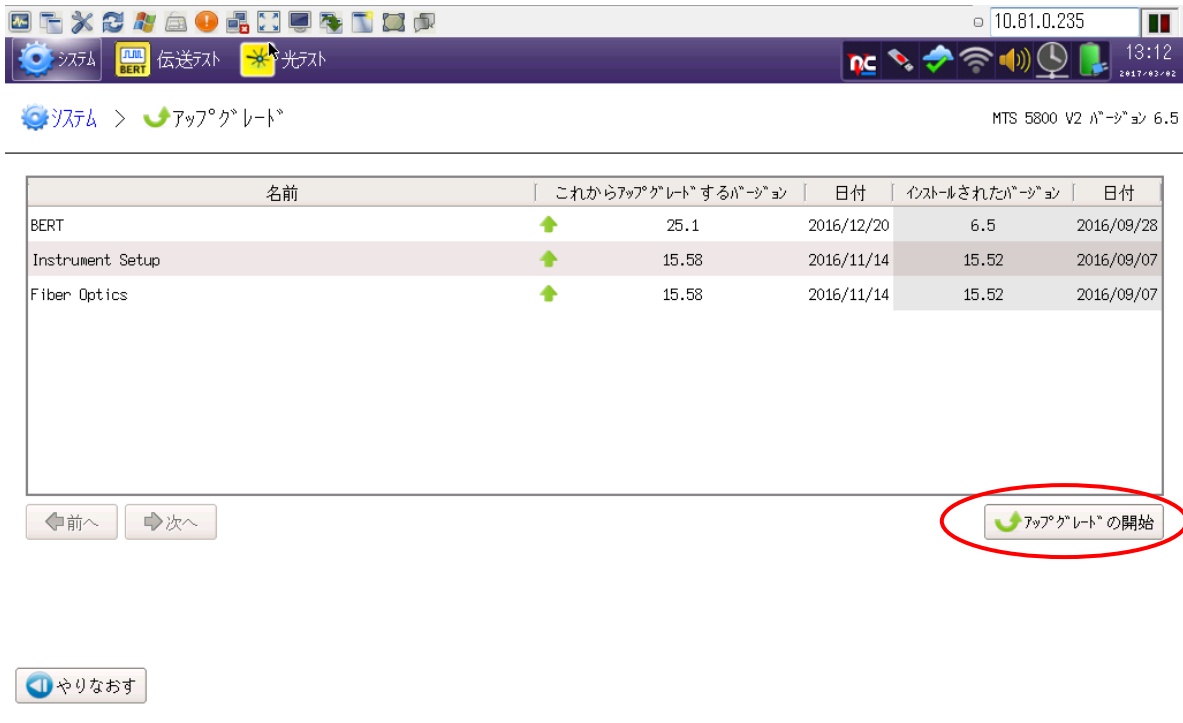 10.81.0.235
システム BERT 伝送テスト 光テスト 13:12
2017/03/02
システム > アップグレード MTS 5800 V2 バージョン 6.5
名前 これからアップグレードするバージョン 日付 インストールされたバージョン 日付
BERT 25.1 2016/12/20 6.5 2016/09/28
Instrument Setup 15.58 2016/11/14 15.52 2016/09/07
Fiber Optics 15.58 2016/11/14 15.52 2016/09/07
前へ 次へ アップグレードの開始
やりなおす